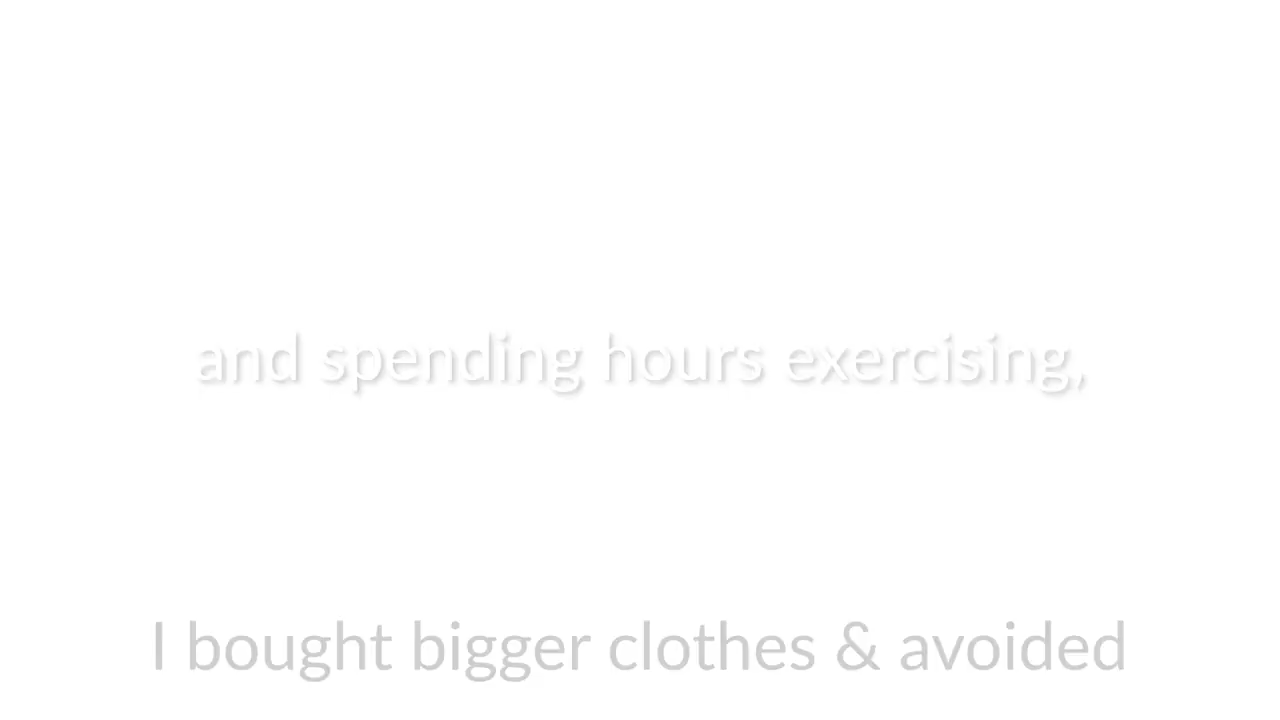 and spending hours exercising,
I bought bigger clothes & avoided